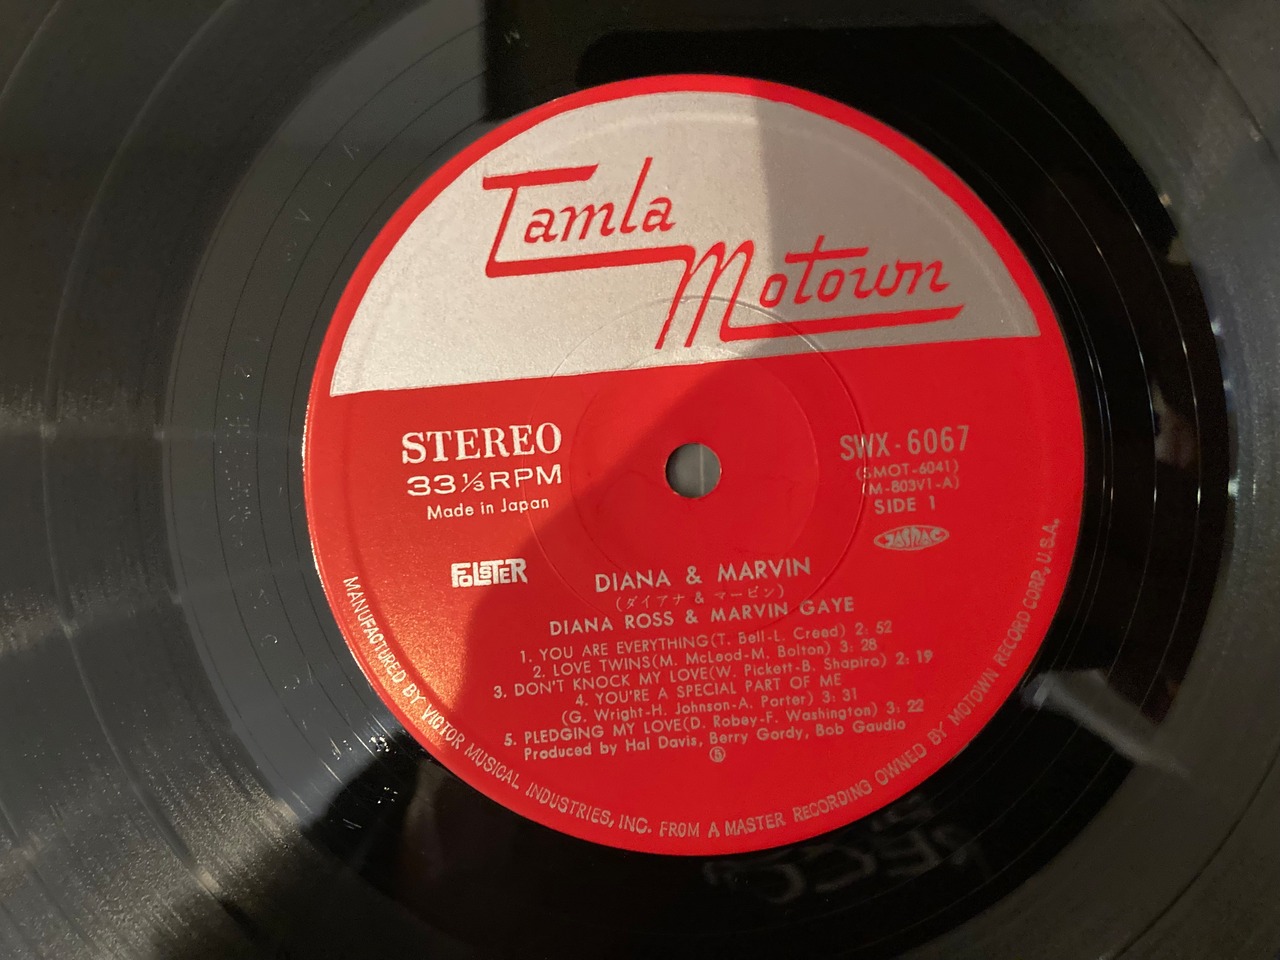 Tamla
Motown
STEREO
33⅓ RPM
Made in Japan
SWX-6067
(SMOT-6041)
(M-803V1-A)
SIDE 1
JASRAC
FOLSTER
DIANA & MARVIN
(ダイアナ & マービン)
DIANA ROSS & MARVIN GAYE
1. YOU ARE EVERYTHING(T. Bell-L. Creed) 2:52
2. LOVE TWINS(M. McLeod-M. Bolton) 3:28
3. DON'T KNOCK MY LOVE(W. Pickett-B. Shapiro) 2:19
4. YOU'RE A SPECIAL PART OF ME
(G. Wright-H. Johnson-A. Porter) 3:31
5. PLEDGING MY LOVE(D. Robey-F. Washington) 3:22
Produced by Hal Davis, Berry Gordy, Bob Gaudio
MANUFACTURED BY VICTOR MUSICAL INDUSTRIES, INC. FROM A MASTER RECORDING OWNED BY MOTOWN RECORD CORP., U.S.A.